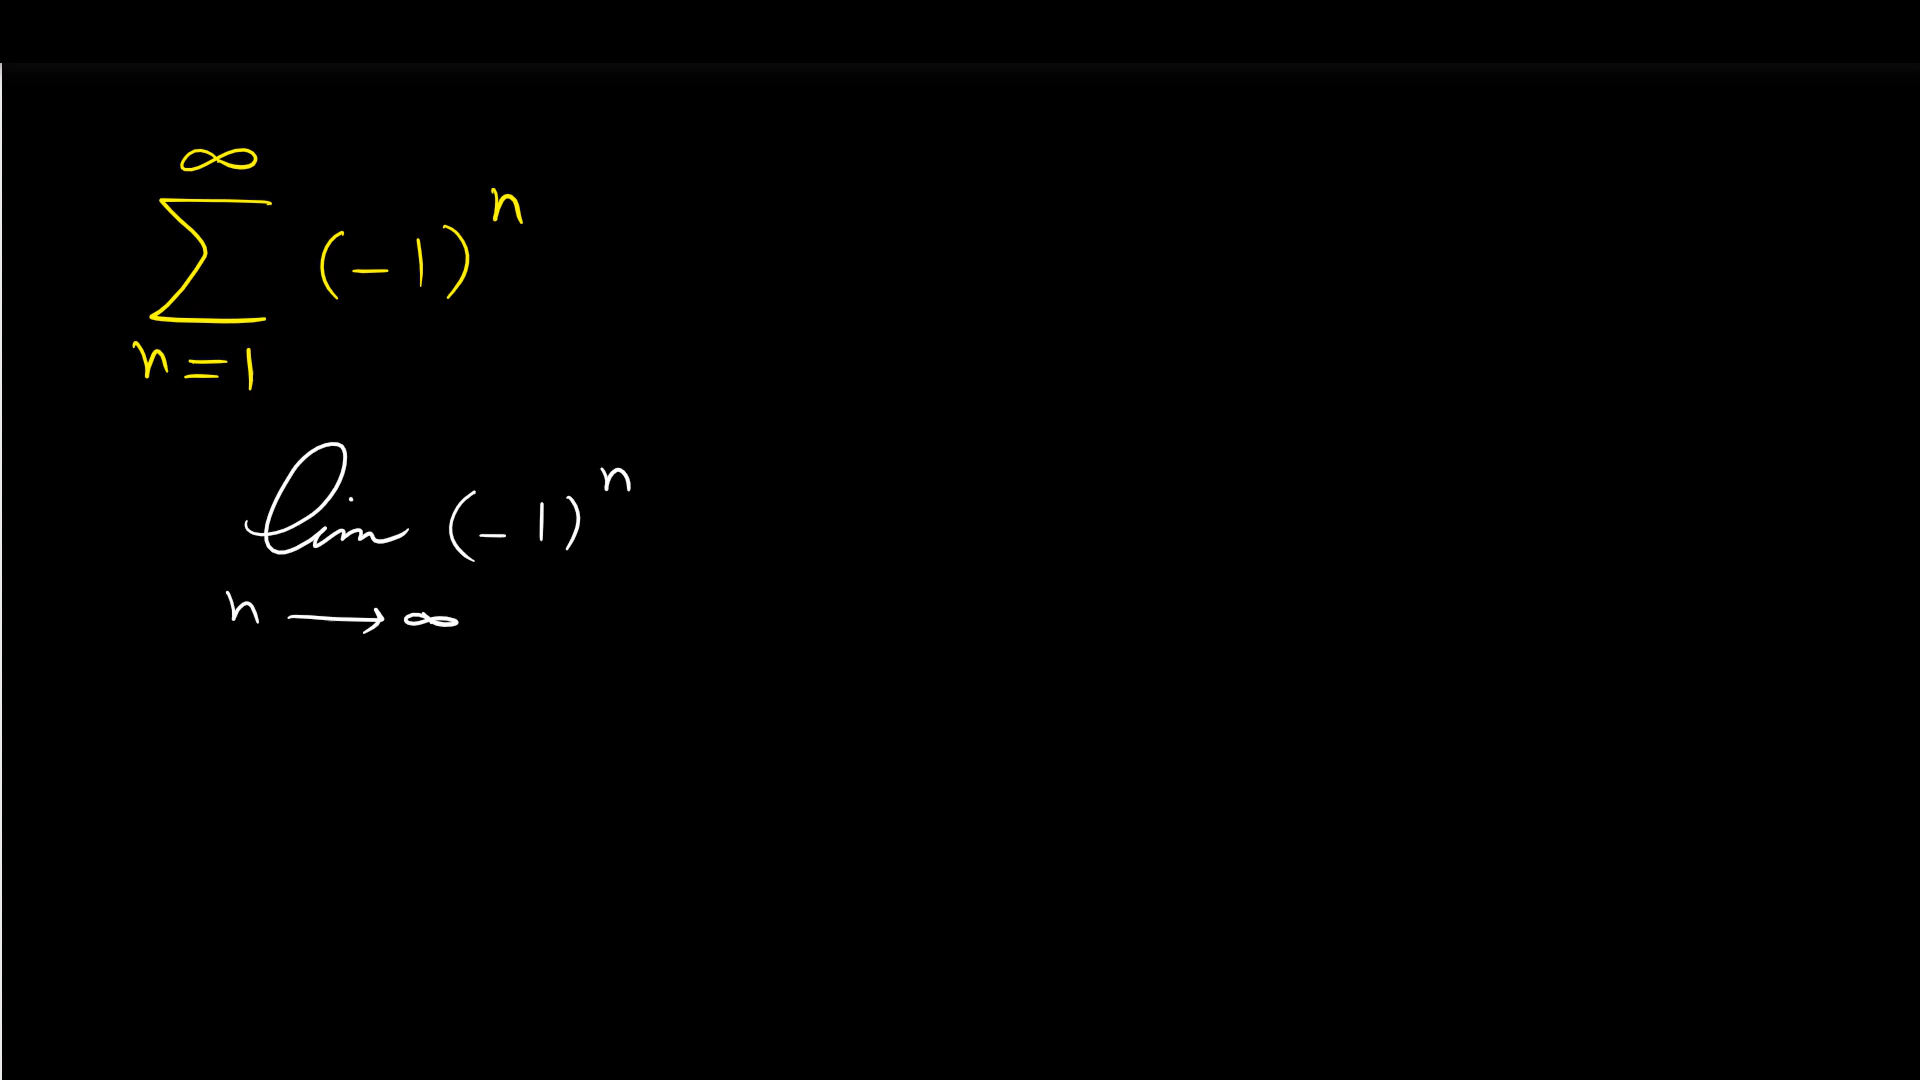 ∞
∑ (-1)ⁿ
n=1
lim (-1)ⁿ
n → ∞